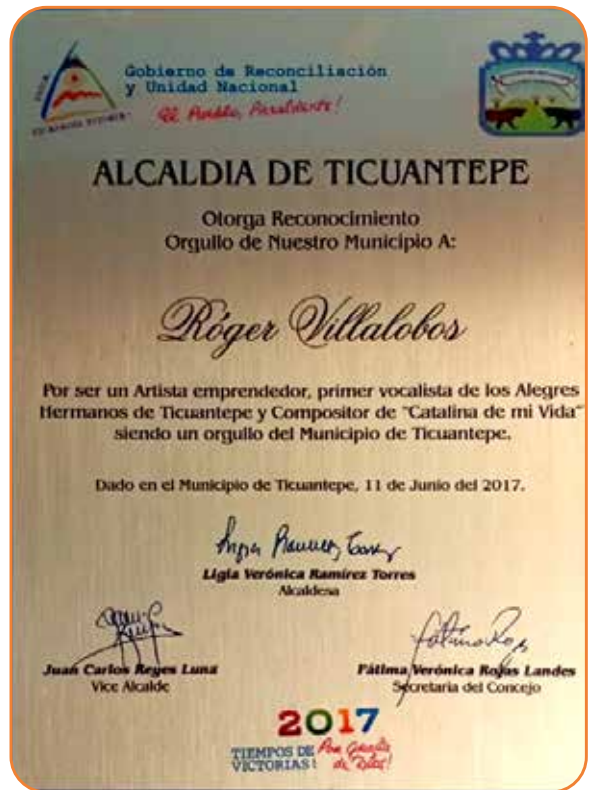 Gobierno de Reconciliación
y Unidad Nacional
El Pueblo, Presidente!
ALCALDIA DE TICUANTEPE
Otorga Reconocimiento
Orgullo de Nuestro Municipio A:
Róger Villalobos
Por ser un Artista emprendedor, primer vocalista de los Alegres
Hermanos de Ticuantepe y Compositor de "Catalina de mi Vida"
siendo un orgullo del Municipio de Ticuantepe.
Dado en el Municipio de Ticuantepe, 11 de Junio del 2017.
Ligia Verónica Ramírez Torres
Alcaldesa
Juan Carlos Reyes Luna
Vice Alcalde
Fátima Verónica Rojas Landes
Secretaria del Concejo
2017
TIEMPOS DE Por Gracia
VICTORIAS! de Dios!